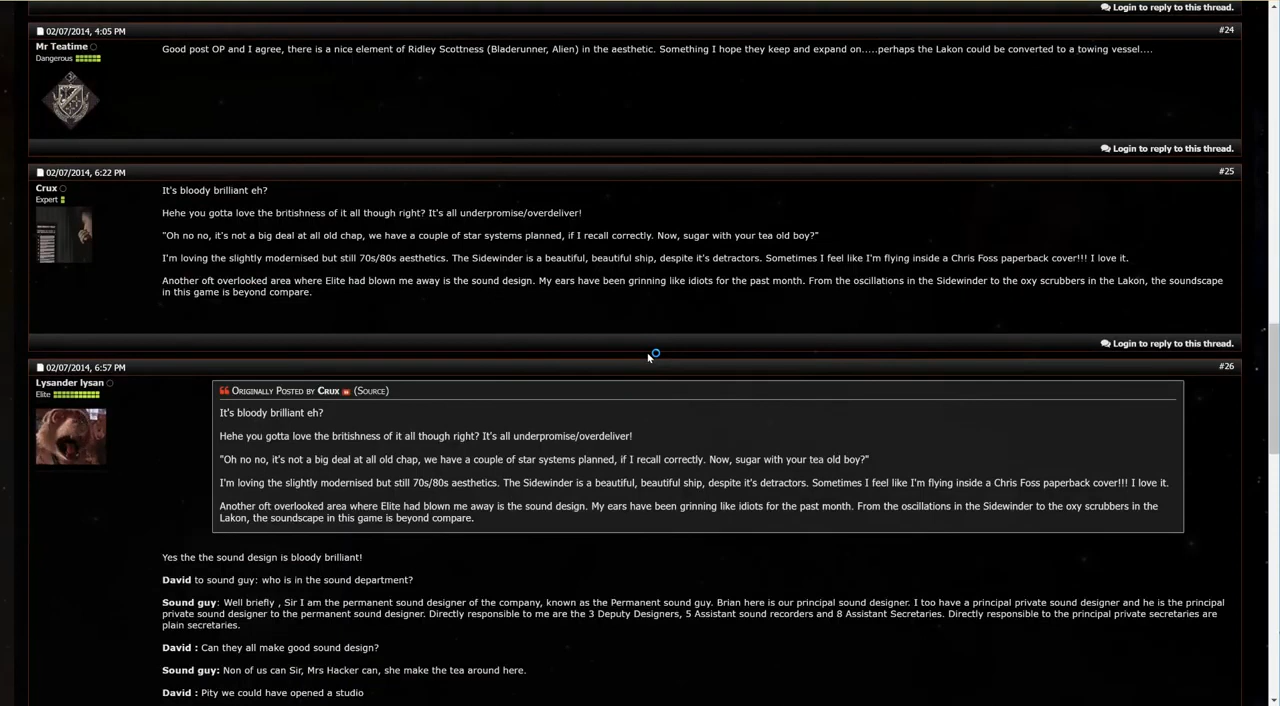 Login to reply to this thread.
02/07/2014, 4:05 PM
#24
Mr Teatime
Dangerous
Good post OP and I agree, there is a nice element of Ridley Scottness (Bladerunner, Alien) in the aesthetic. Something I hope they keep and expand on.....perhaps the Lakon could be converted to a towing vessel....
Login to reply to this thread.
02/07/2014, 6:22 PM
#25
Crux
Expert
It's bloody brilliant eh?
Hehe you gotta love the britishness of it all though right? It's all underpromise/overdeliver!
"Oh no no, it's not a big deal at all old chap, we have a couple of star systems planned, if I recall correctly. Now, sugar with your tea old boy?"
I'm loving the slightly modernised but still 70s/80s aesthetics. The Sidewinder is a beautiful, beautiful ship, despite it's detractors. Sometimes I feel like I'm flying inside a Chris Foss paperback cover!!! I love it.
Another oft overlooked area where Elite had blown me away is the sound design. My ears have been grinning like idiots for the past month. From the oscillations in the Sidewinder to the oxy scrubbers in the Lakon, the soundscape
in this game is beyond compare.
Login to reply to this thread.
02/07/2014, 6:57 PM
#26
Lysander lysan
Elite
Originally Posted by Crux (Source)
It's bloody brilliant eh?
Hehe you gotta love the britishness of it all though right? It's all underpromise/overdeliver!
"Oh no no, it's not a big deal at all old chap, we have a couple of star systems planned, if I recall correctly. Now, sugar with your tea old boy?"
I'm loving the slightly modernised but still 70s/80s aesthetics. The Sidewinder is a beautiful, beautiful ship, despite it's detractors. Sometimes I feel like I'm flying inside a Chris Foss paperback cover!!! I love it.
Another oft overlooked area where Elite had blown me away is the sound design. My ears have been grinning like idiots for the past month. From the oscillations in the Sidewinder to the oxy scrubbers in the
Lakon, the soundscape in this game is beyond compare.
Yes the the sound design is bloody brilliant!
David to sound guy: who is in the sound department?
Sound guy: Well briefly , Sir I am the permanent sound designer of the company, known as the Permanent sound guy. Brian here is our principal sound designer. I too have a principal private sound designer and he is the principal
private sound designer to the permanent sound designer. Directly responsible to me are the 3 Deputy Designers, 5 Assistant sound recorders and 8 Assistant Secretaries. Directly responsible to the principal private secretaries are
plain secretaries.
David : Can they all make good sound design?
Sound guy: Non of us can Sir, Mrs Hacker can, she make the tea around here.
David : Pity we could have opened a studio